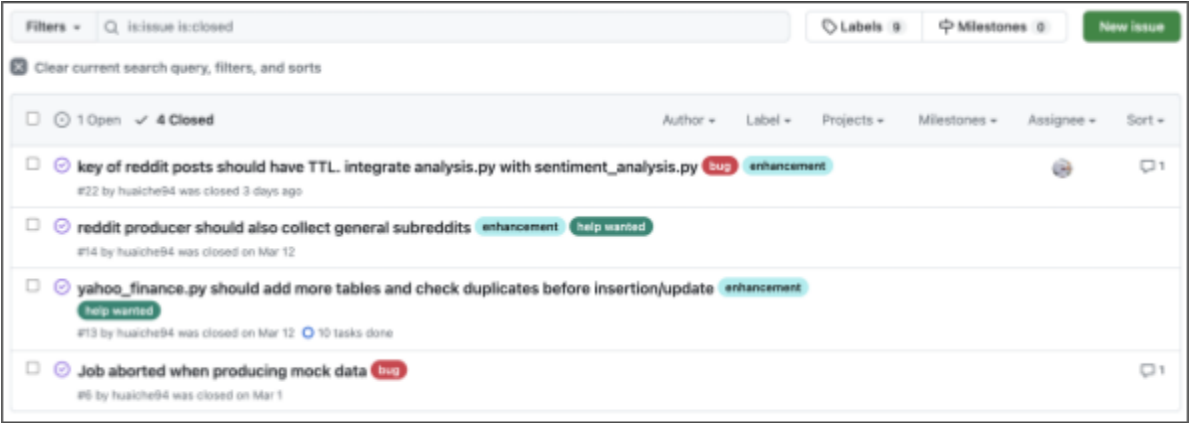 Filters is:issue is:closed Labels 9 Milestones 0 New issue
Clear current search query, filters, and sorts
1 Open 4 Closed Author Label Projects Milestones Assignee Sort
key of reddit posts should have TTL. integrate analysis.py with sentiment_analysis.py bug enhancement 1
#22 by huaiche94 was closed 3 days ago
reddit producer should also collect general subreddits enhancement help wanted
#14 by huaiche94 was closed on Mar 12
yahoo_finance.py should add more tables and check duplicates before insertion/update enhancement
help wanted
#13 by huaiche94 was closed on Mar 12 10 tasks done
Job aborted when producing mock data bug 1
#6 by huaiche94 was closed on Mar 1